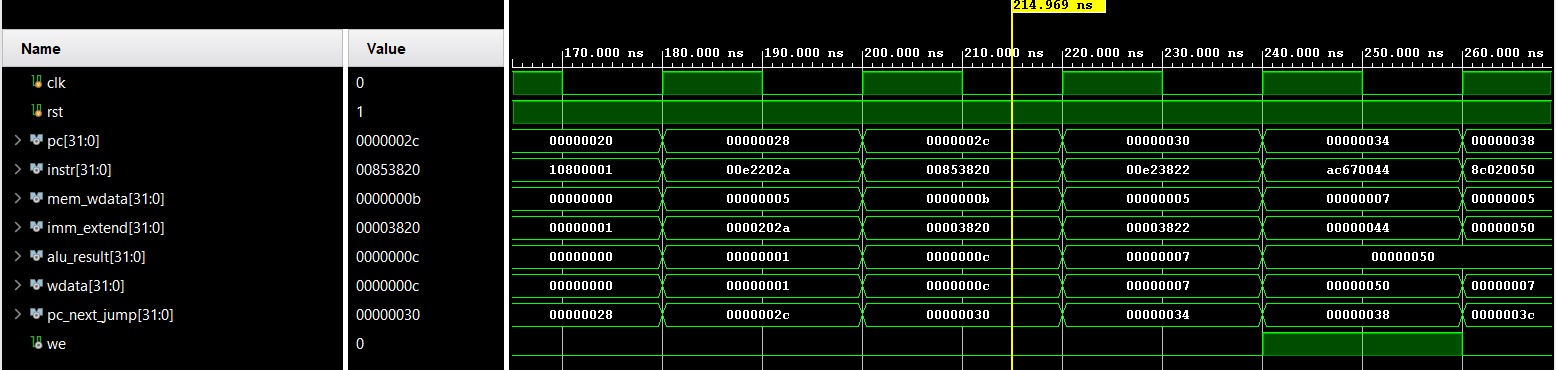 214.969 ns
Name Value
170.000 ns 180.000 ns 190.000 ns 200.000 ns 210.000 ns 220.000 ns 230.000 ns 240.000 ns 250.000 ns 260.000 ns
clk 0
rst 1
pc[31:0] 0000002c 00000020 00000028 0000002c 00000030 00000034 00000038
instr[31:0] 00853820 10800001 00e2202a 00853820 00e23822 ac670044 8c020050
mem_wdata[31:0] 0000000b 00000000 00000005 0000000b 00000005 00000007 00000005
imm_extend[31:0] 00003820 00000001 0000202a 00003820 00003822 00000044 00000050
alu_result[31:0] 0000000c 00000000 00000001 0000000c 00000007 00000050
wdata[31:0] 0000000c 00000000 00000001 0000000c 00000007 00000050 00000007
pc_next_jump[31:0] 00000030 00000028 0000002c 00000030 00000034 00000038 0000003c
we 0